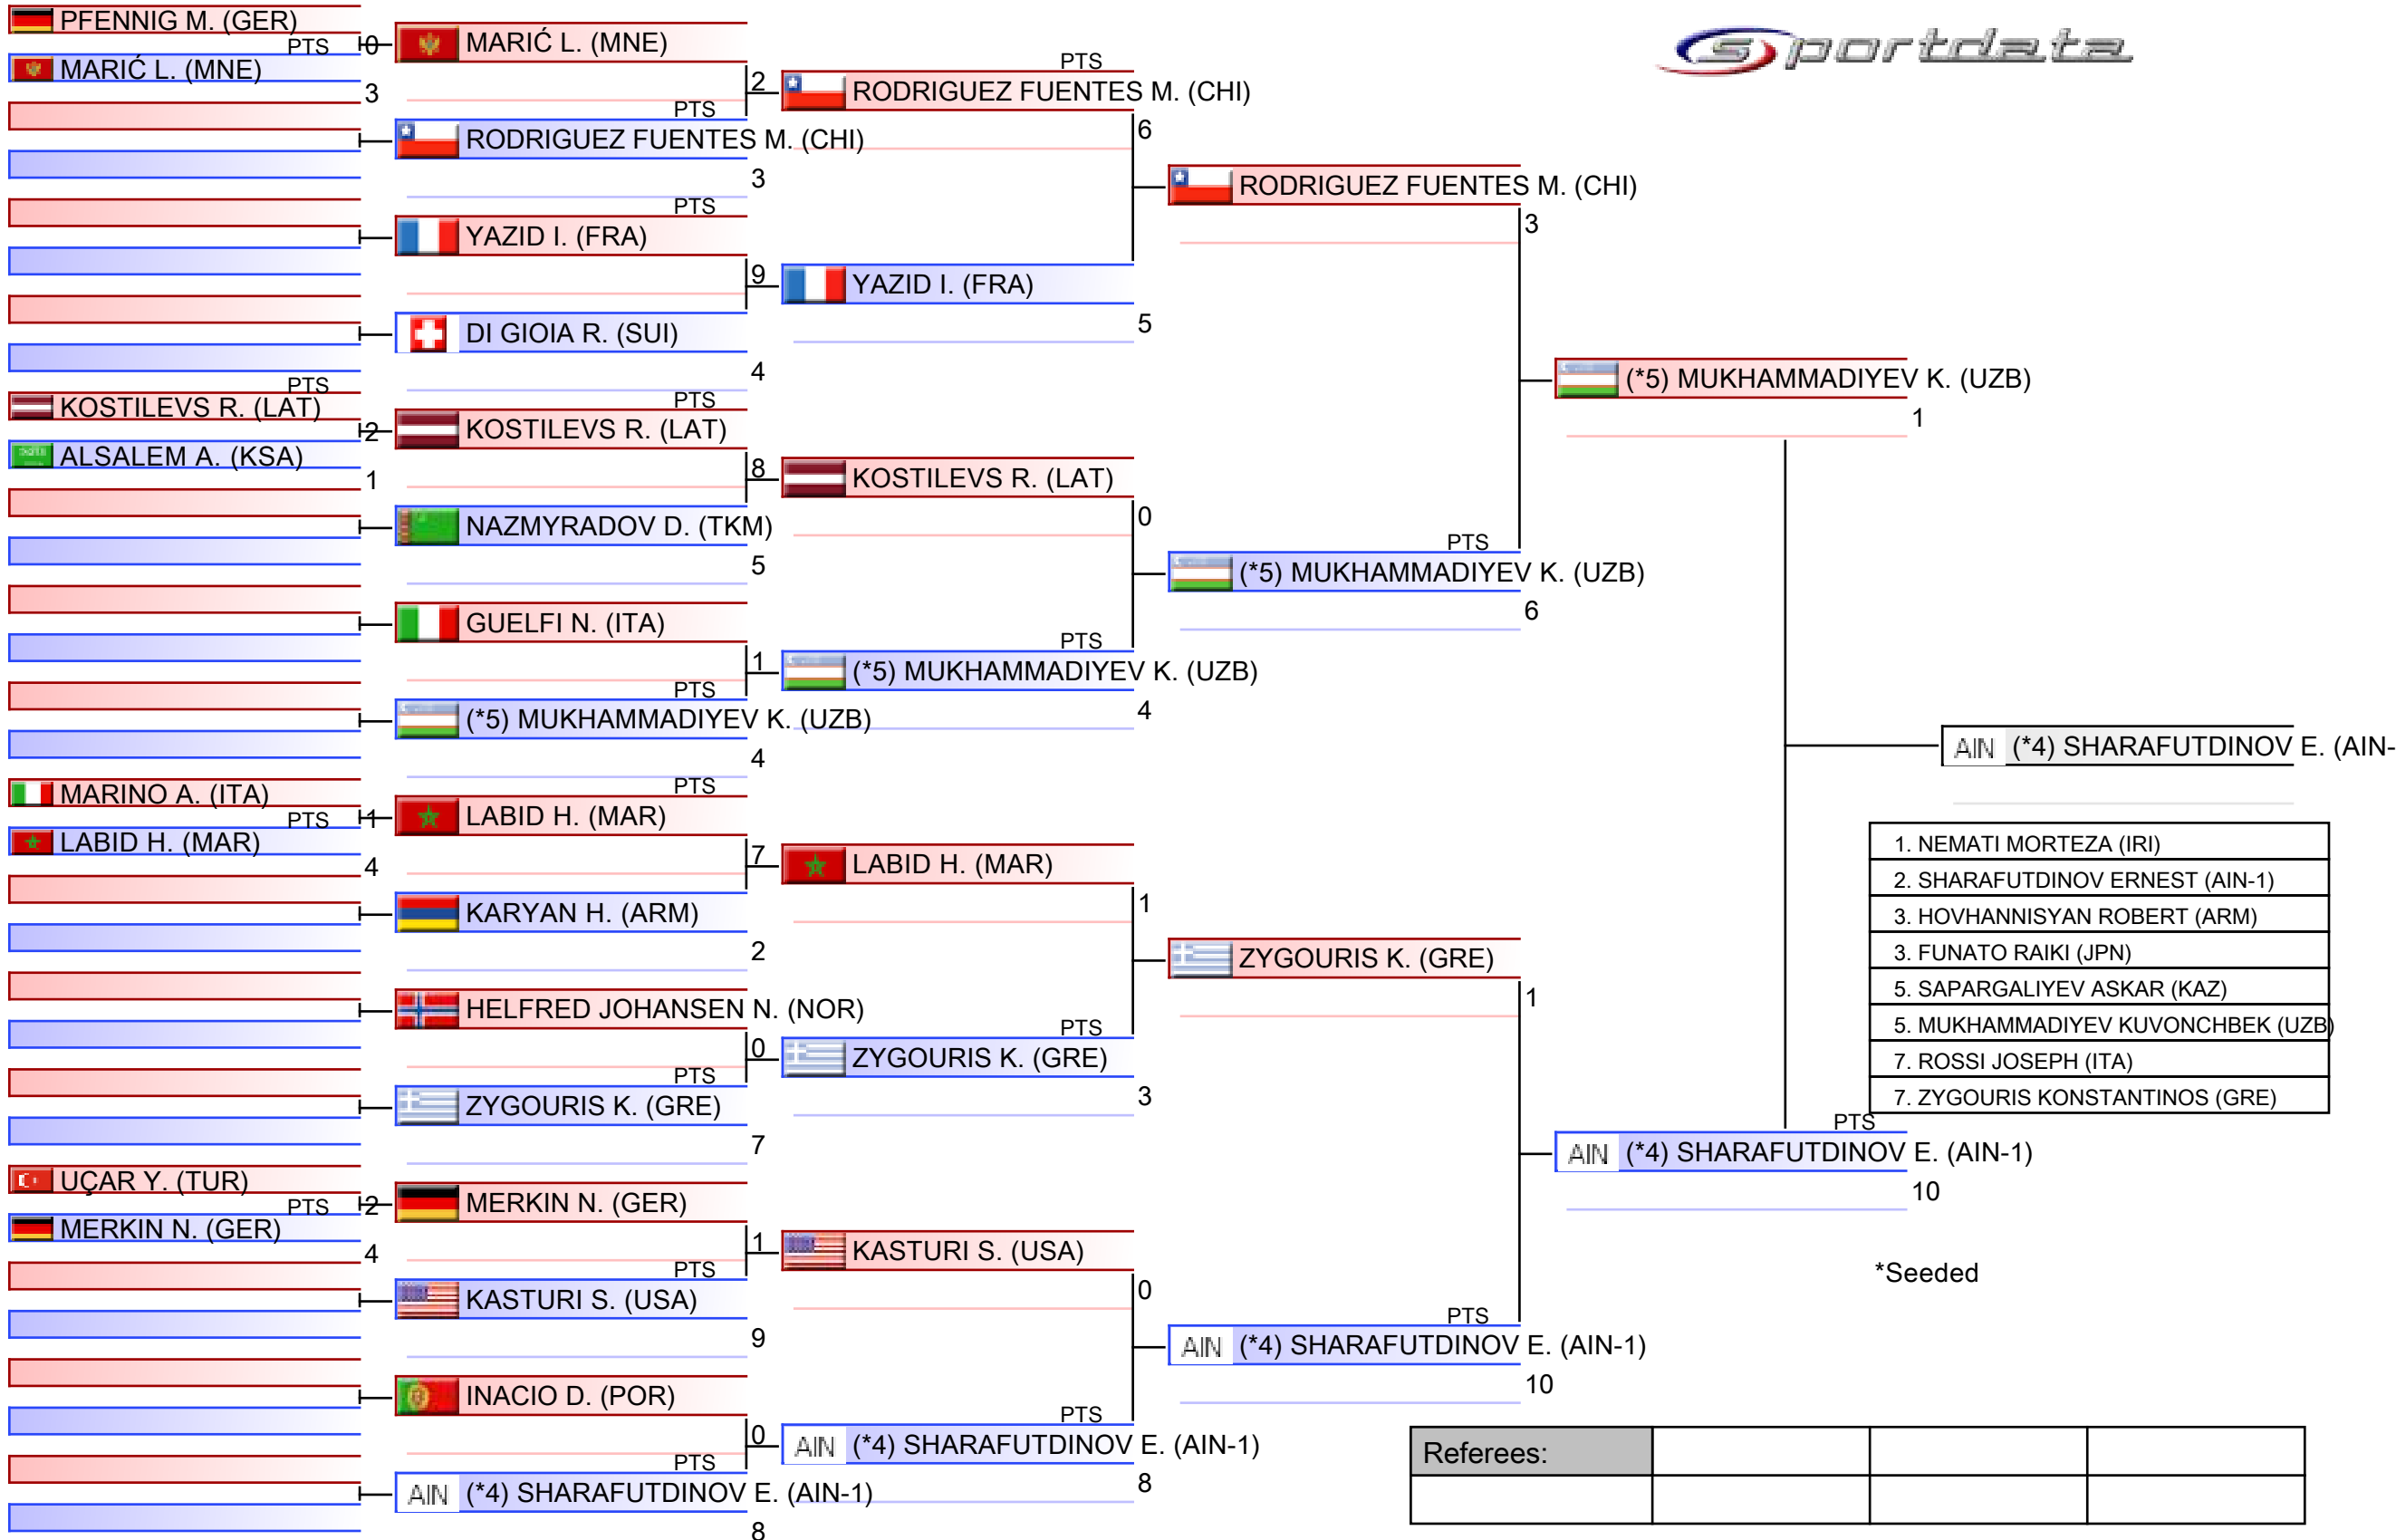 sportdata
PFENNIG M. (GER)
PTS
0
MARIĆ L. (MNE)
3
KOSTILEVS R. (LAT)
PTS
2
ALSALEM A. (KSA)
1
MARINO A. (ITA)
PTS
1
LABID H. (MAR)
4
UÇAR Y. (TUR)
PTS
2
MERKIN N. (GER)
4
MARIĆ L. (MNE)
2
PTS
RODRIGUEZ FUENTES M. (CHI)
3
PTS
YAZID I. (FRA)
9
DI GIOIA R. (SUI)
4
PTS
KOSTILEVS R. (LAT)
8
NAZMYRADOV D. (TKM)
5
GUELFI N. (ITA)
1
PTS
(*5) MUKHAMMADIYEV K. (UZB)
4
PTS
LABID H. (MAR)
7
KARYAN H. (ARM)
2
HELFRED JOHANSEN N. (NOR)
0
PTS
ZYGOURIS K. (GRE)
7
MERKIN N. (GER)
1
PTS
KASTURI S. (USA)
9
INACIO D. (POR)
0
PTS
AIN (*4) SHARAFUTDINOV E. (AIN-1)
8
PTS
RODRIGUEZ FUENTES M. (CHI)
6
YAZID I. (FRA)
5
KOSTILEVS R. (LAT)
0
PTS
(*5) MUKHAMMADIYEV K. (UZB)
4
LABID H. (MAR)
1
PTS
ZYGOURIS K. (GRE)
3
KASTURI S. (USA)
0
PTS
AIN (*4) SHARAFUTDINOV E. (AIN-1)
8
RODRIGUEZ FUENTES M. (CHI)
3
PTS
(*5) MUKHAMMADIYEV K. (UZB)
6
ZYGOURIS K. (GRE)
1
PTS
AIN (*4) SHARAFUTDINOV E. (AIN-1)
10
(*5) MUKHAMMADIYEV K. (UZB)
1
PTS
AIN (*4) SHARAFUTDINOV E. (AIN-1)
10
AIN (*4) SHARAFUTDINOV E. (AIN-
1. NEMATI MORTEZA (IRI)
2. SHARAFUTDINOV ERNEST (AIN-1)
3. HOVHANNISYAN ROBERT (ARM)
3. FUNATO RAIKI (JPN)
5. SAPARGALIYEV ASKAR (KAZ)
5. MUKHAMMADIYEV KUVONCHBEK (UZB)
7. ROSSI JOSEPH (ITA)
7. ZYGOURIS KONSTANTINOS (GRE)
*Seeded
Referees: